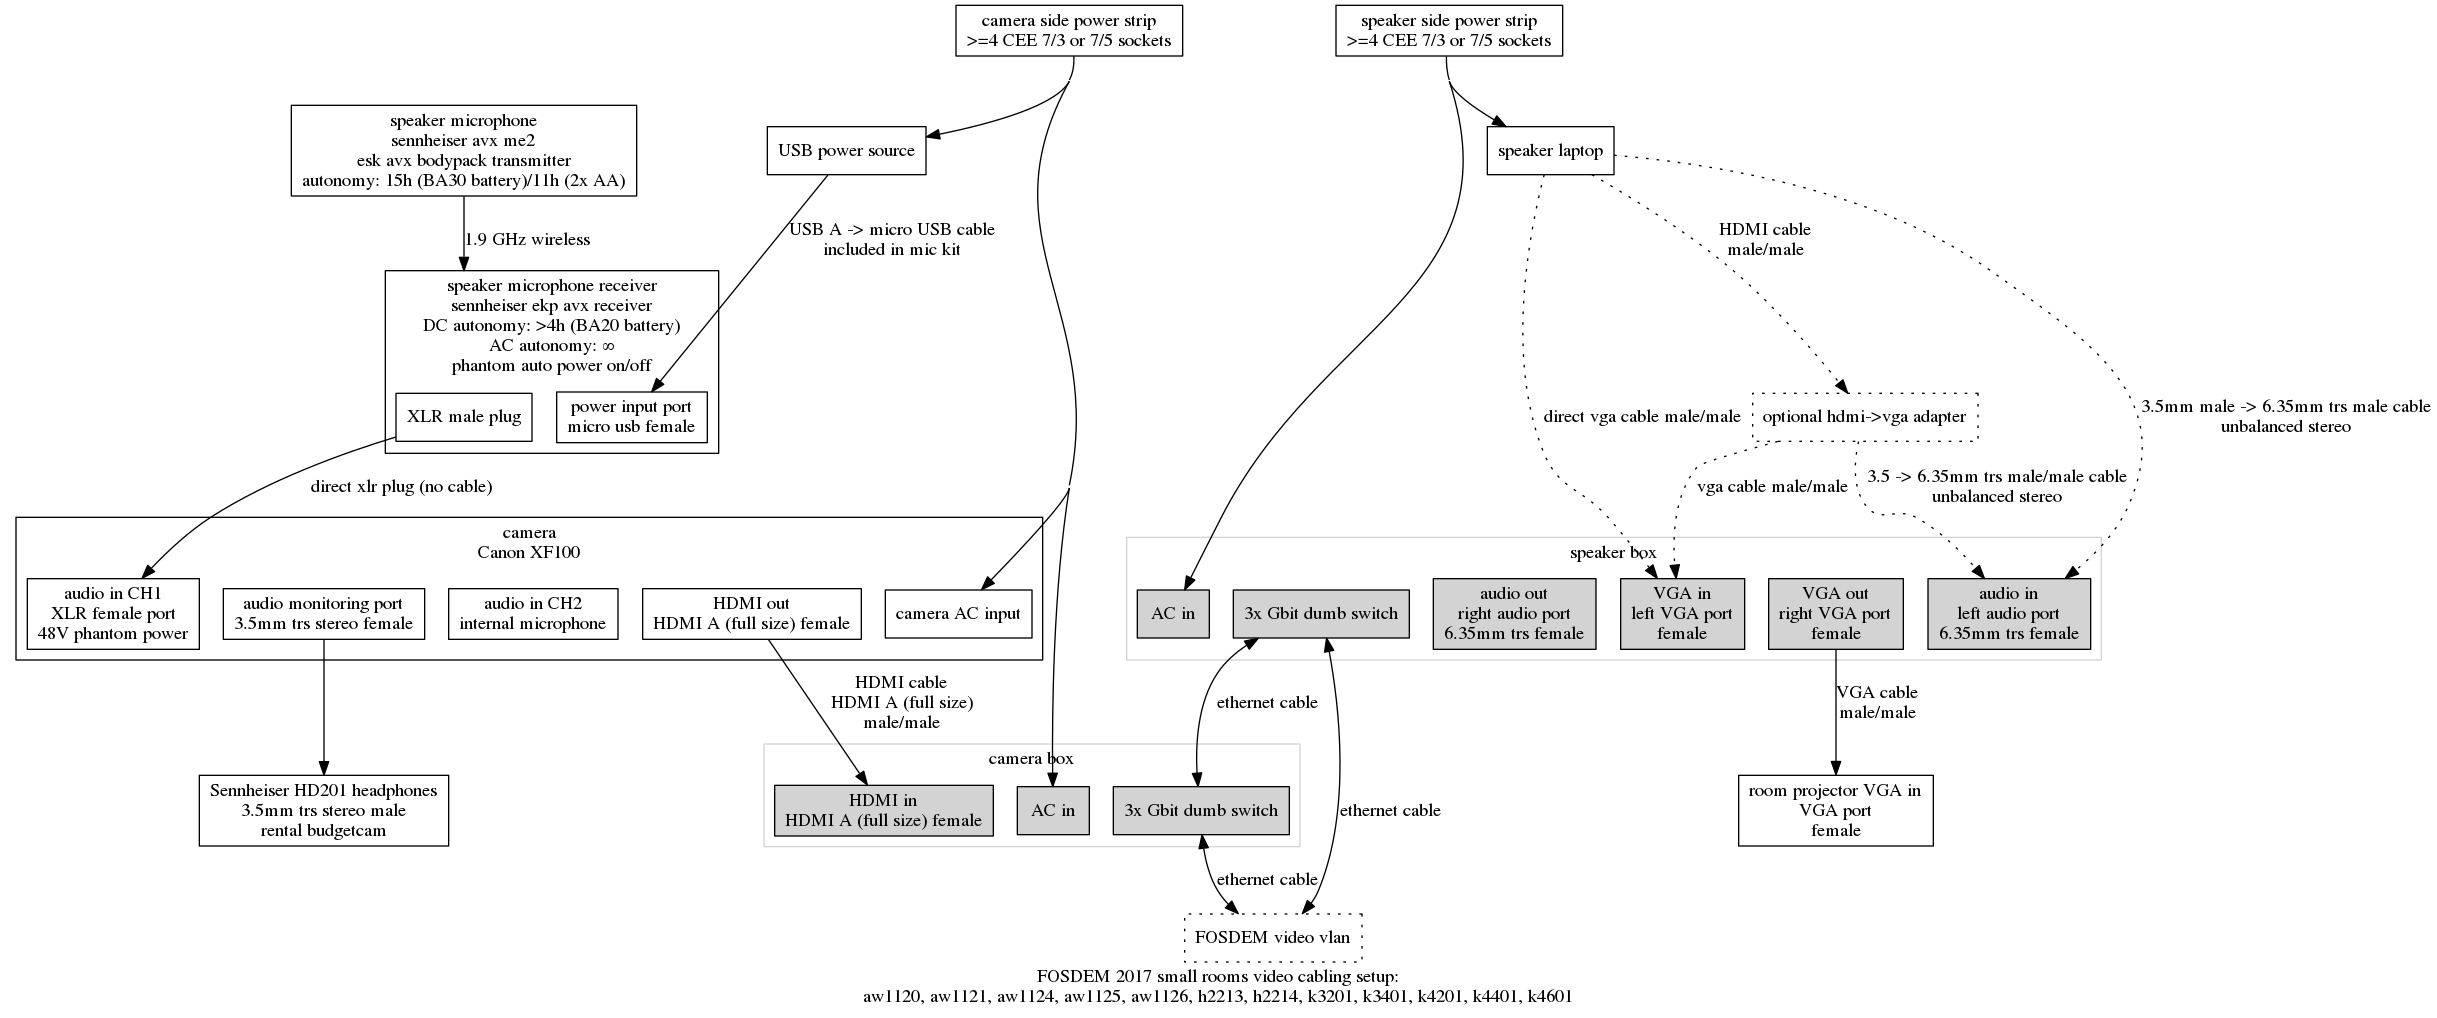 camera side power strip
>=4 CEE 7/3 or 7/5 sockets
speaker side power strip
>=4 CEE 7/3 or 7/5 sockets
speaker microphone
sennheiser avx me2
esk avx bodypack transmitter
autonomy: 15h (BA30 battery)/11h (2x AA)
USB power source
speaker laptop
1.9 GHz wireless
USB A -> micro USB cable
included in mic kit
HDMI cable
male/male
speaker microphone receiver
sennheiser ekp avx receiver
DC autonomy: >4h (BA20 battery)
AC autonomy: ∞
phantom auto power on/off
XLR male plug
power input port
micro usb female
direct vga cable male/male
optional hdmi->vga adapter
3.5mm male -> 6.35mm trs male cable
unbalanced stereo
direct xlr plug (no cable)
vga cable male/male
3.5 -> 6.35mm trs male/male cable
unbalanced stereo
camera
Canon XF100
audio in CH1
XLR female port
48V phantom power
audio monitoring port
3.5mm trs stereo female
audio in CH2
internal microphone
HDMI out
HDMI A (full size) female
camera AC input
speaker box
AC in
3x Gbit dumb switch
audio out
right audio port
6.35mm trs female
VGA in
left VGA port
female
VGA out
right VGA port
female
audio in
left audio port
6.35mm trs female
HDMI cable
HDMI A (full size)
male/male
ethernet cable
VGA cable
male/male
camera box
HDMI in
HDMI A (full size) female
AC in
3x Gbit dumb switch
ethernet cable
Sennheiser HD201 headphones
3.5mm trs stereo male
rental budgetcam
room projector VGA in
VGA port
female
ethernet cable
FOSDEM video vlan
FOSDEM 2017 small rooms video cabling setup:
aw1120, aw1121, aw1124, aw1125, aw1126, h2213, h2214, k3201, k3401, k4201, k4401, k4601